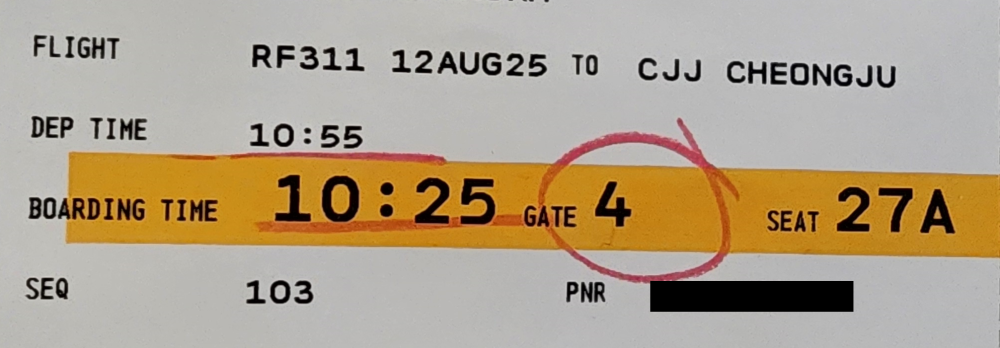 FLIGHT RF311 12AUG25 TO CJJ CHEONGJU
DEP TIME 10:55
BOARDING TIME 10:25 GATE 4 SEAT 27A
SEQ 103 PNR